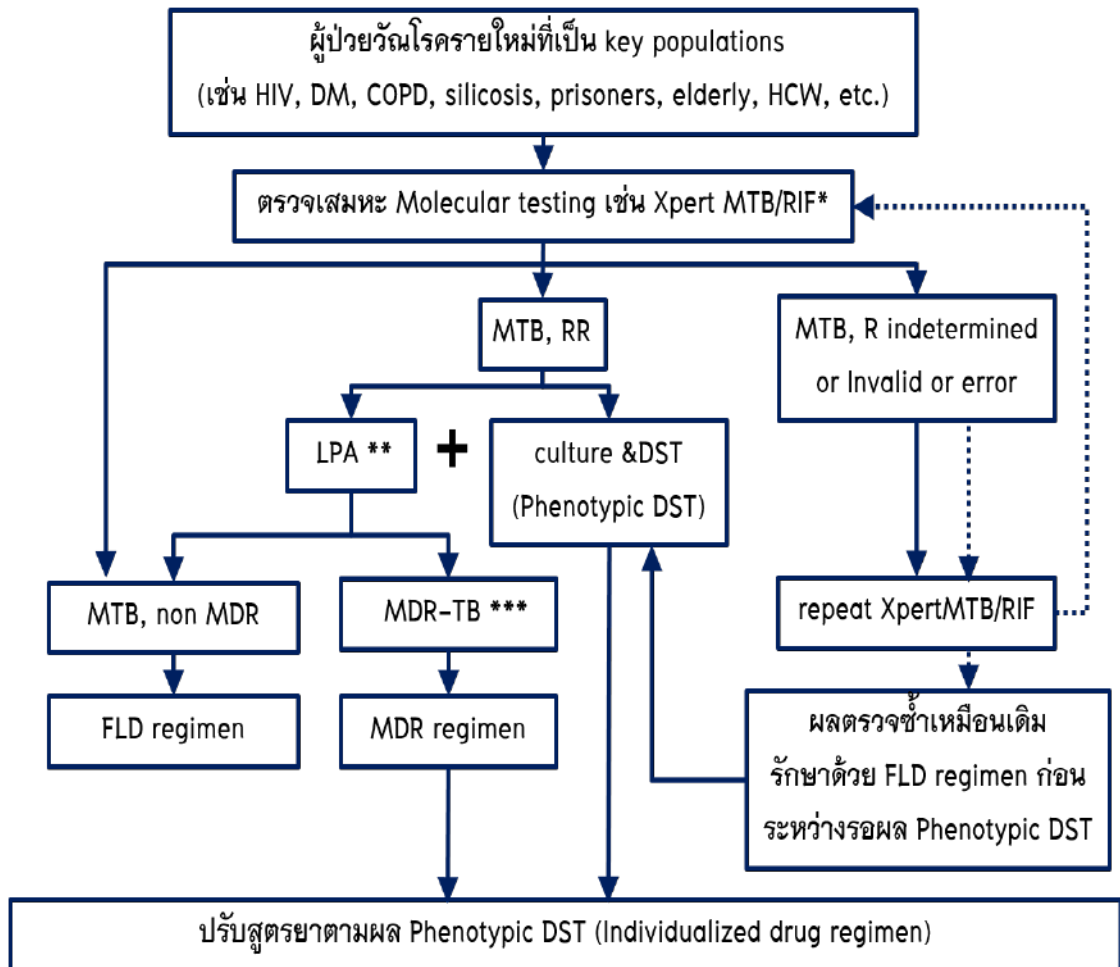 ผู้ป่วยวัณโรครายใหม่ที่เป็น key populations
(เช่น HIV, DM, COPD, silicosis, prisoners, elderly, HCW, etc.)
ตรวจเสมหะ Molecular testing เช่น Xpert MTB/RIF*
MTB, RR
MTB, R indetermined
or Invalid or error
LPA **
+
culture &DST
(Phenotypic DST)
MTB, non MDR
MDR-TB ***
repeat XpertMTB/RIF
FLD regimen
MDR regimen
ผลตรวจซ้ำเหมือนเดิม
รักษาด้วย FLD regimen ก่อน
ระหว่างรอผล Phenotypic DST
ปรับสูตรยาตามผล Phenotypic DST (Individualized drug regimen)